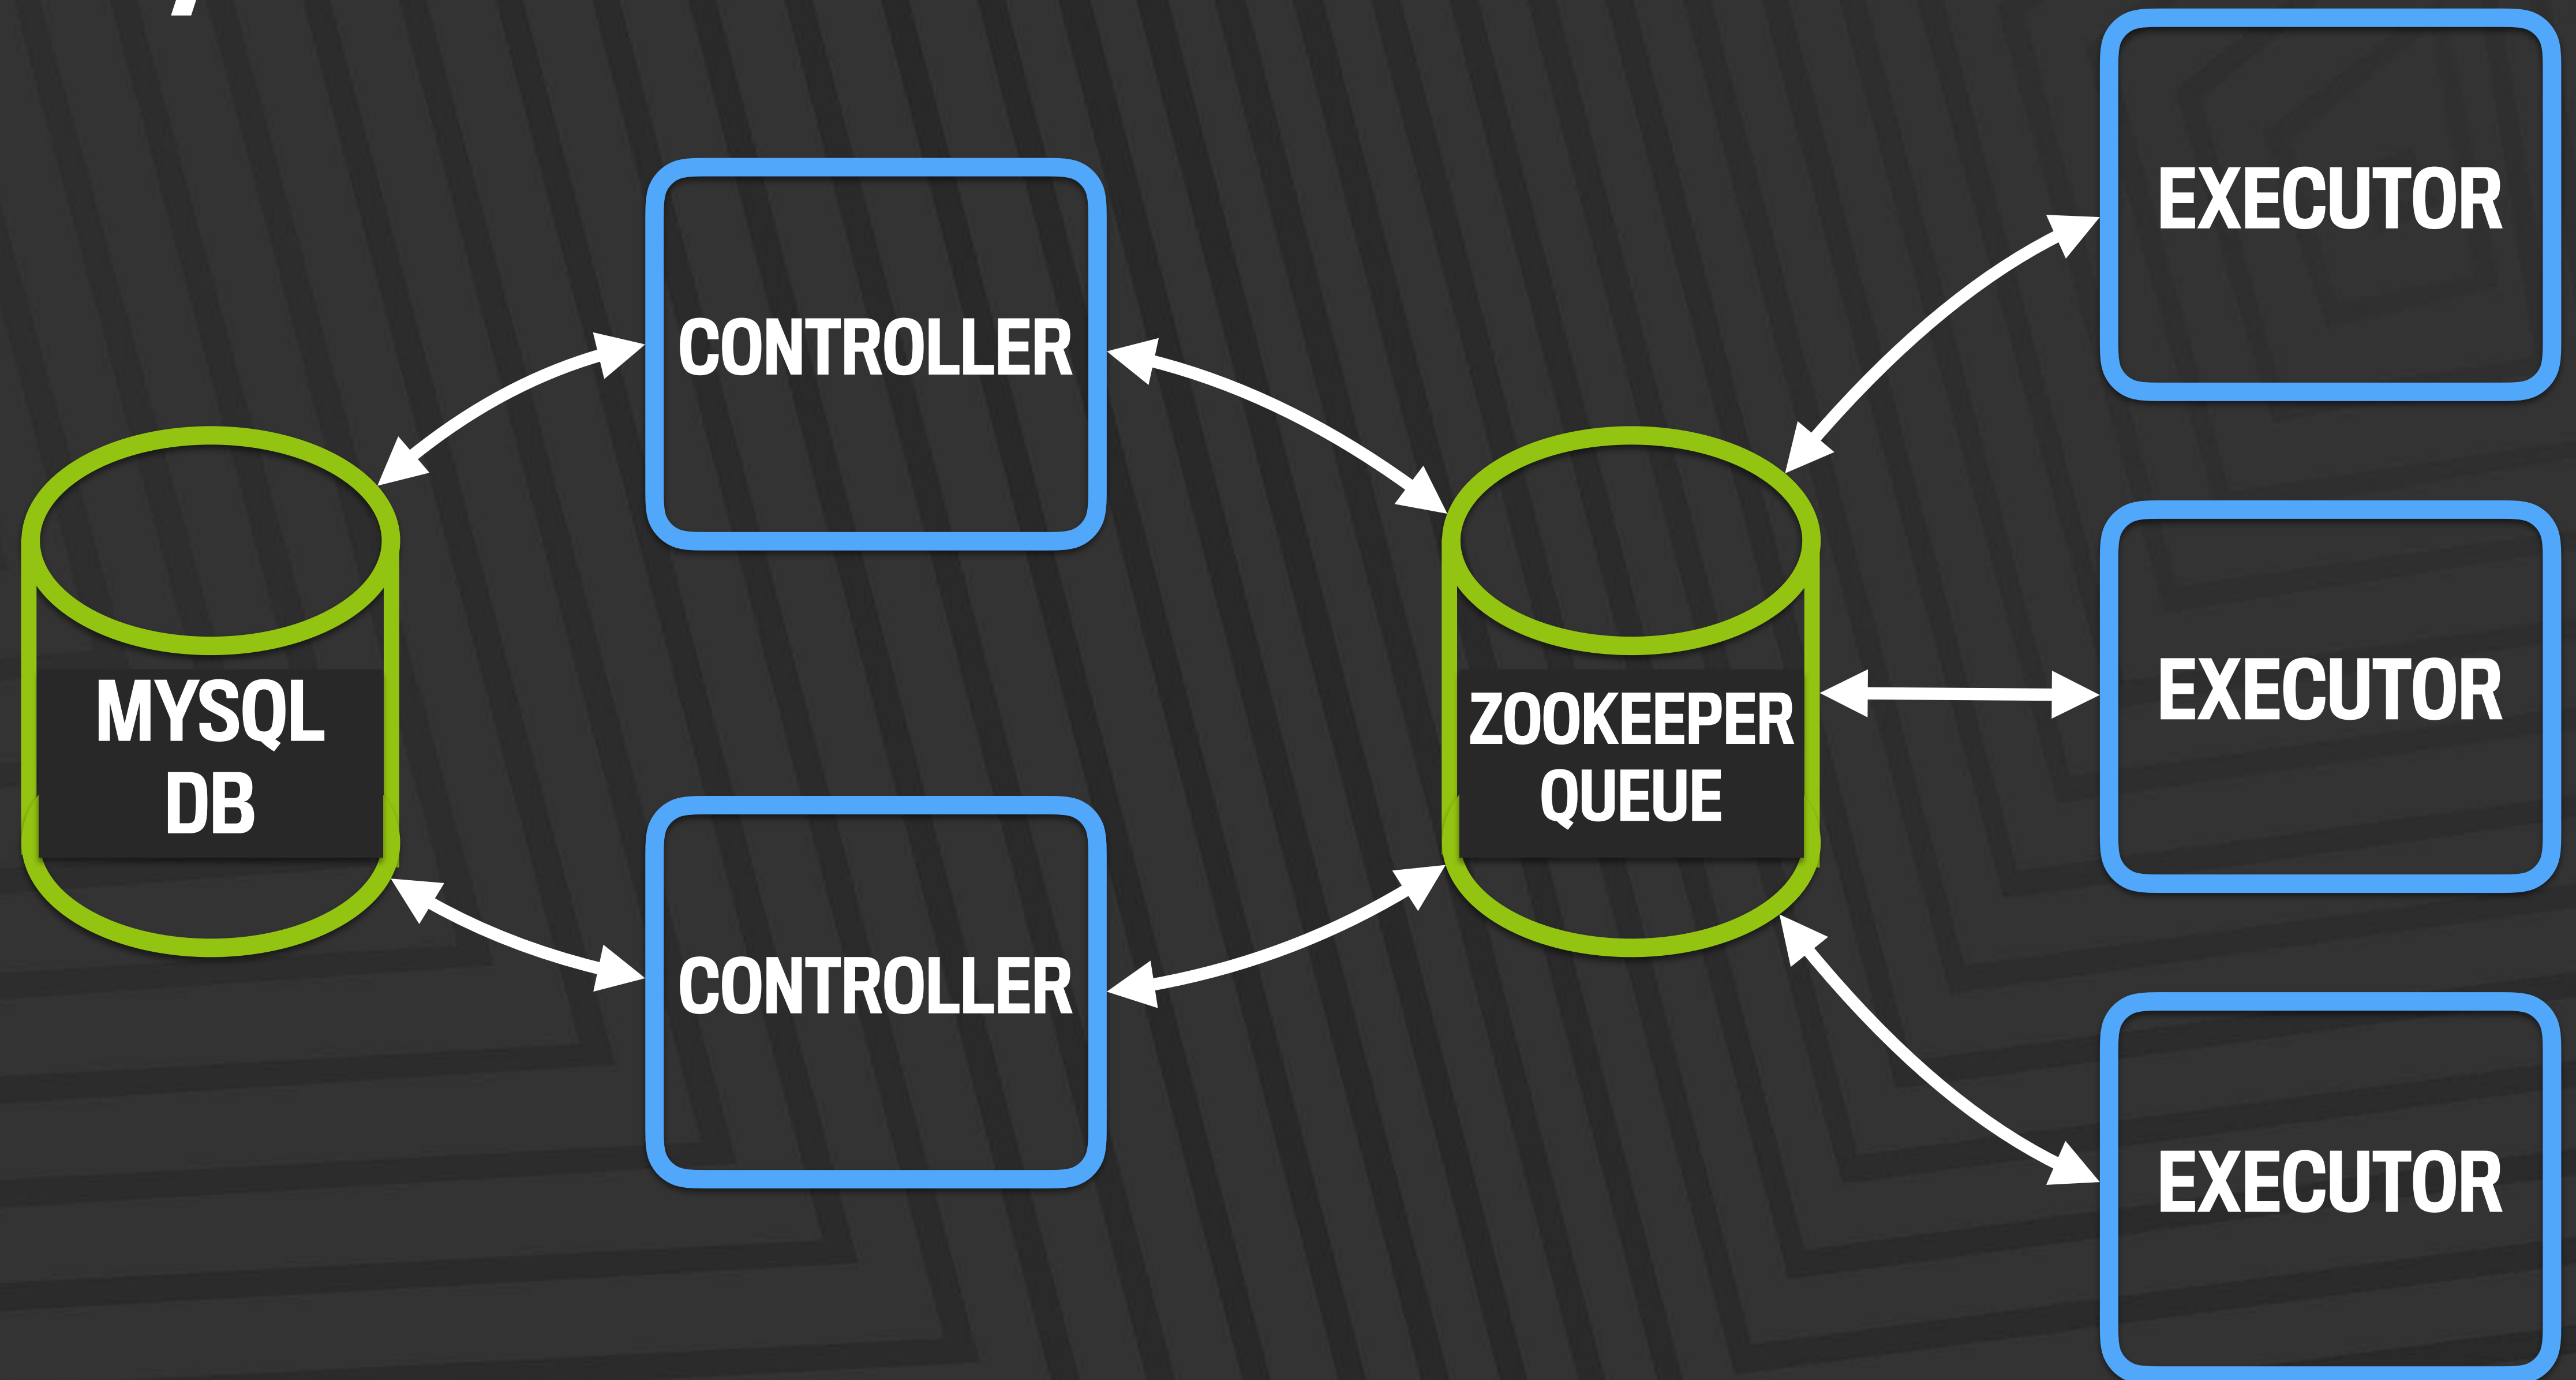 EXECUTOR
CONTROLLER
MYSQL
DB
ZOOKEEPER
QUEUE
EXECUTOR
CONTROLLER
EXECUTOR